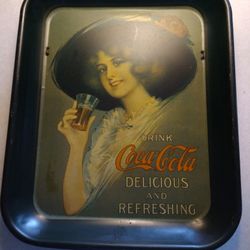 DRINK
Coca-Cola
DELICIOUS
AND
REFRESHING